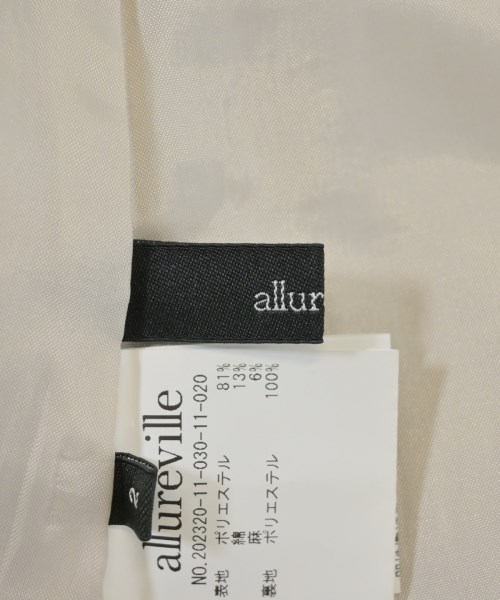 allur
2
allureville
NO.202320-11-030-11-020
表地 ポリエステル 81%
綿 13%
麻 6%
裏地 ポリエステル 100%